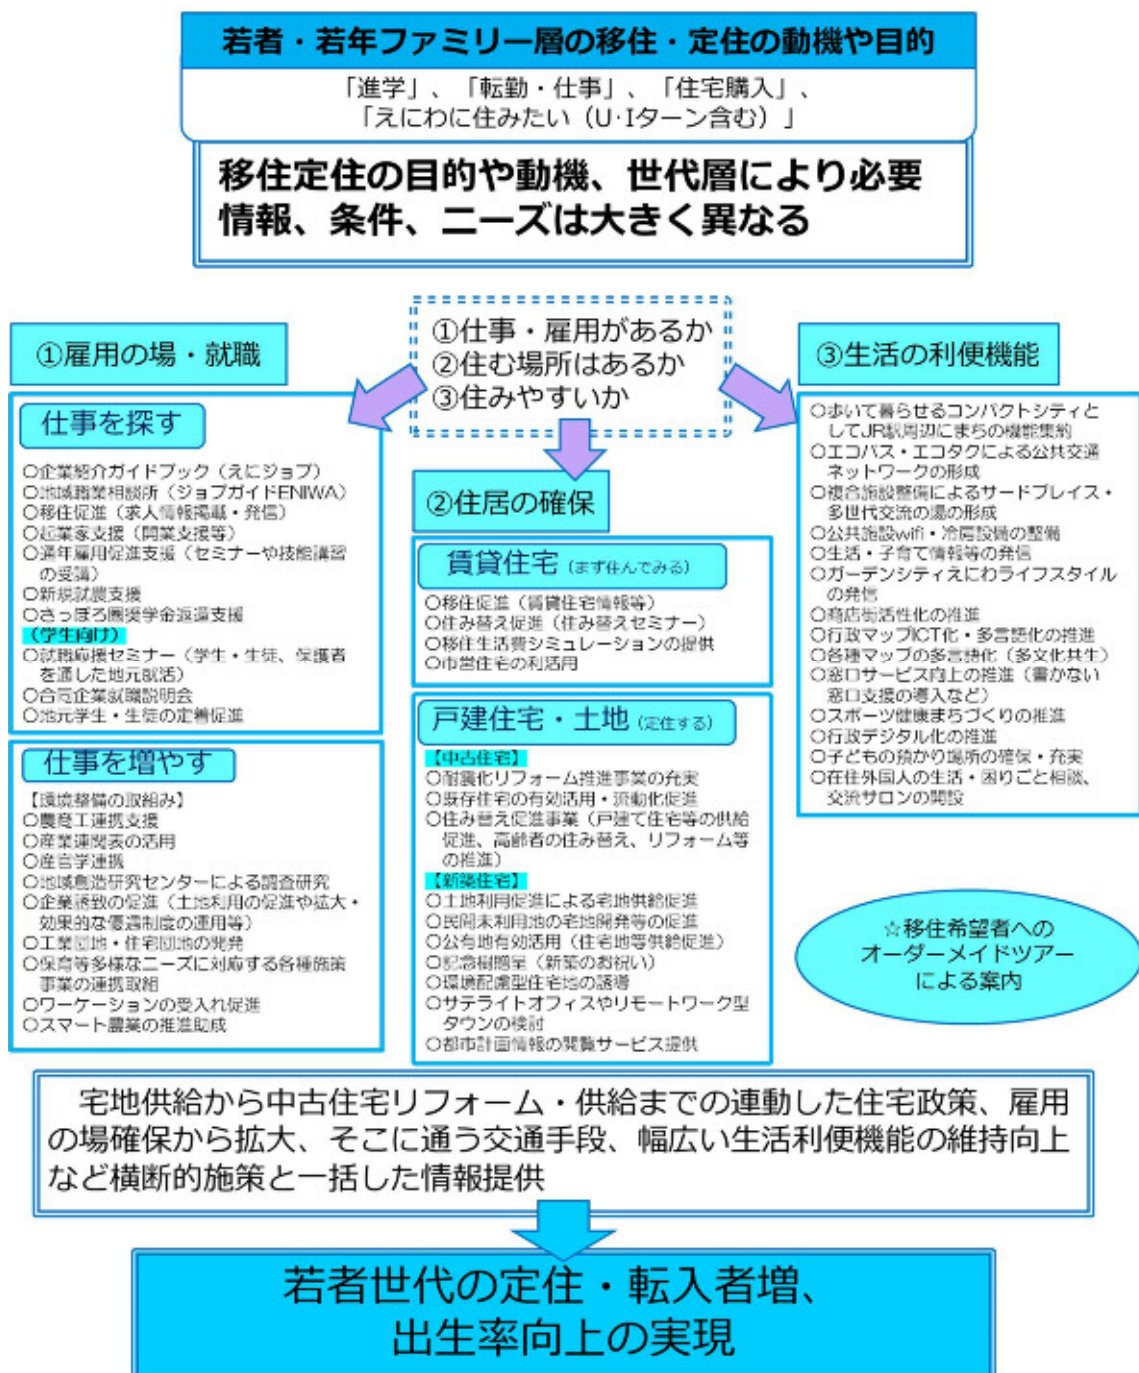 若者・若年ファミリー層の移住・定住の動機や目的
「進学」、「転勤・仕事」、「住宅購入」、
「えにわに住みたい（U・Iターン含む）」
移住定住の目的や動機、世代層により必要
情報、条件、ニーズは大きく異なる
①仕事・雇用があるか
②住む場所はあるか
③住みやすいか
①雇用の場・就職
仕事を探す
○企業紹介ガイドブック（えにジョブ）
○地域職業相談所（ジョブガイドENIWA）
○移住促進（求人情報掲載・発信）
○起業家支援（開業支援等）
○通年雇用促進支援（セミナーや技能講習
の受講）
○新規就農支援
○さっぽろ圏奨学金返還支援
（学生向け）
○就職応援セミナー（学生・生徒、保護者
を通した地元就活）
○合同企業就職説明会
○地元学生・生徒の定着促進
仕事を増やす
【環境整備の取組み】
○農商工連携支援
○産業連関表の活用
○産官学連携
○地域創造研究センターによる調査研究
○企業誘致の促進（土地利用の促進や拡大・
効果的な優遇制度の運用等）
○工業団地・住宅団地の開発
○保育等多様なニーズに対応する各種施策
事業の連携取組
○ワーケーションの受入れ促進
○スマート農業の推進助成
②住居の確保
賃貸住宅（まず住んでみる）
○移住促進（賃貸住宅情報等）
○住み替え促進（住み替えセミナー）
○移住生活費シミュレーションの提供
○市営住宅の利活用
戸建住宅・土地（定住する）
【中古住宅】
○耐震化リフォーム推進事業の充実
○既存住宅の有効活用・流動化促進
○住み替え促進事業（戸建て住宅等の供給
促進、高齢者の住み替え、リフォーム等
の推進）
【新築住宅】
○土地利用促進による宅地供給促進
○民間未利用地の宅地開発等の促進
○公有地有効活用（住宅地等供給促進）
○記念樹贈呈（新築のお祝い）
○環境配慮型住宅地の誘導
○サテライトオフィスやリモートワーク型
タウンの検討
○都市計画情報の閲覧サービス提供
③生活の利便機能
○歩いて暮らせるコンパクトシティと
してJR駅周辺にまちの機能集約
○エコバス・エコタクによる公共交通
ネットワークの形成
○複合施設整備によるサードプレイス・
多世代交流の場の形成
○公共施設wifi・冷房設備の整備
○生活・子育て情報等の発信
○ガーデンシティえにわライフスタイル
の発信
○商店街活性化の推進
○行政マップICT化・多言語化の推進
○各種マップの多言語化（多文化共生）
○窓口サービス向上の推進（書かない
窓口支援の導入など）
○スポーツ健康まちづくりの推進
○行政デジタル化の推進
○子どもの預かり場所の確保・充実
○在住外国人の生活・困りごと相談、
交流サロンの開設
☆移住希望者への
オーダーメイドツアー
による案内
宅地供給から中古住宅リフォーム・供給までの連動した住宅政策、雇用
の場確保から拡大、そこに通う交通手段、幅広い生活利便機能の維持向上
など横断的施策と一括した情報提供
若者世代の定住・転入者増、
出生率向上の実現